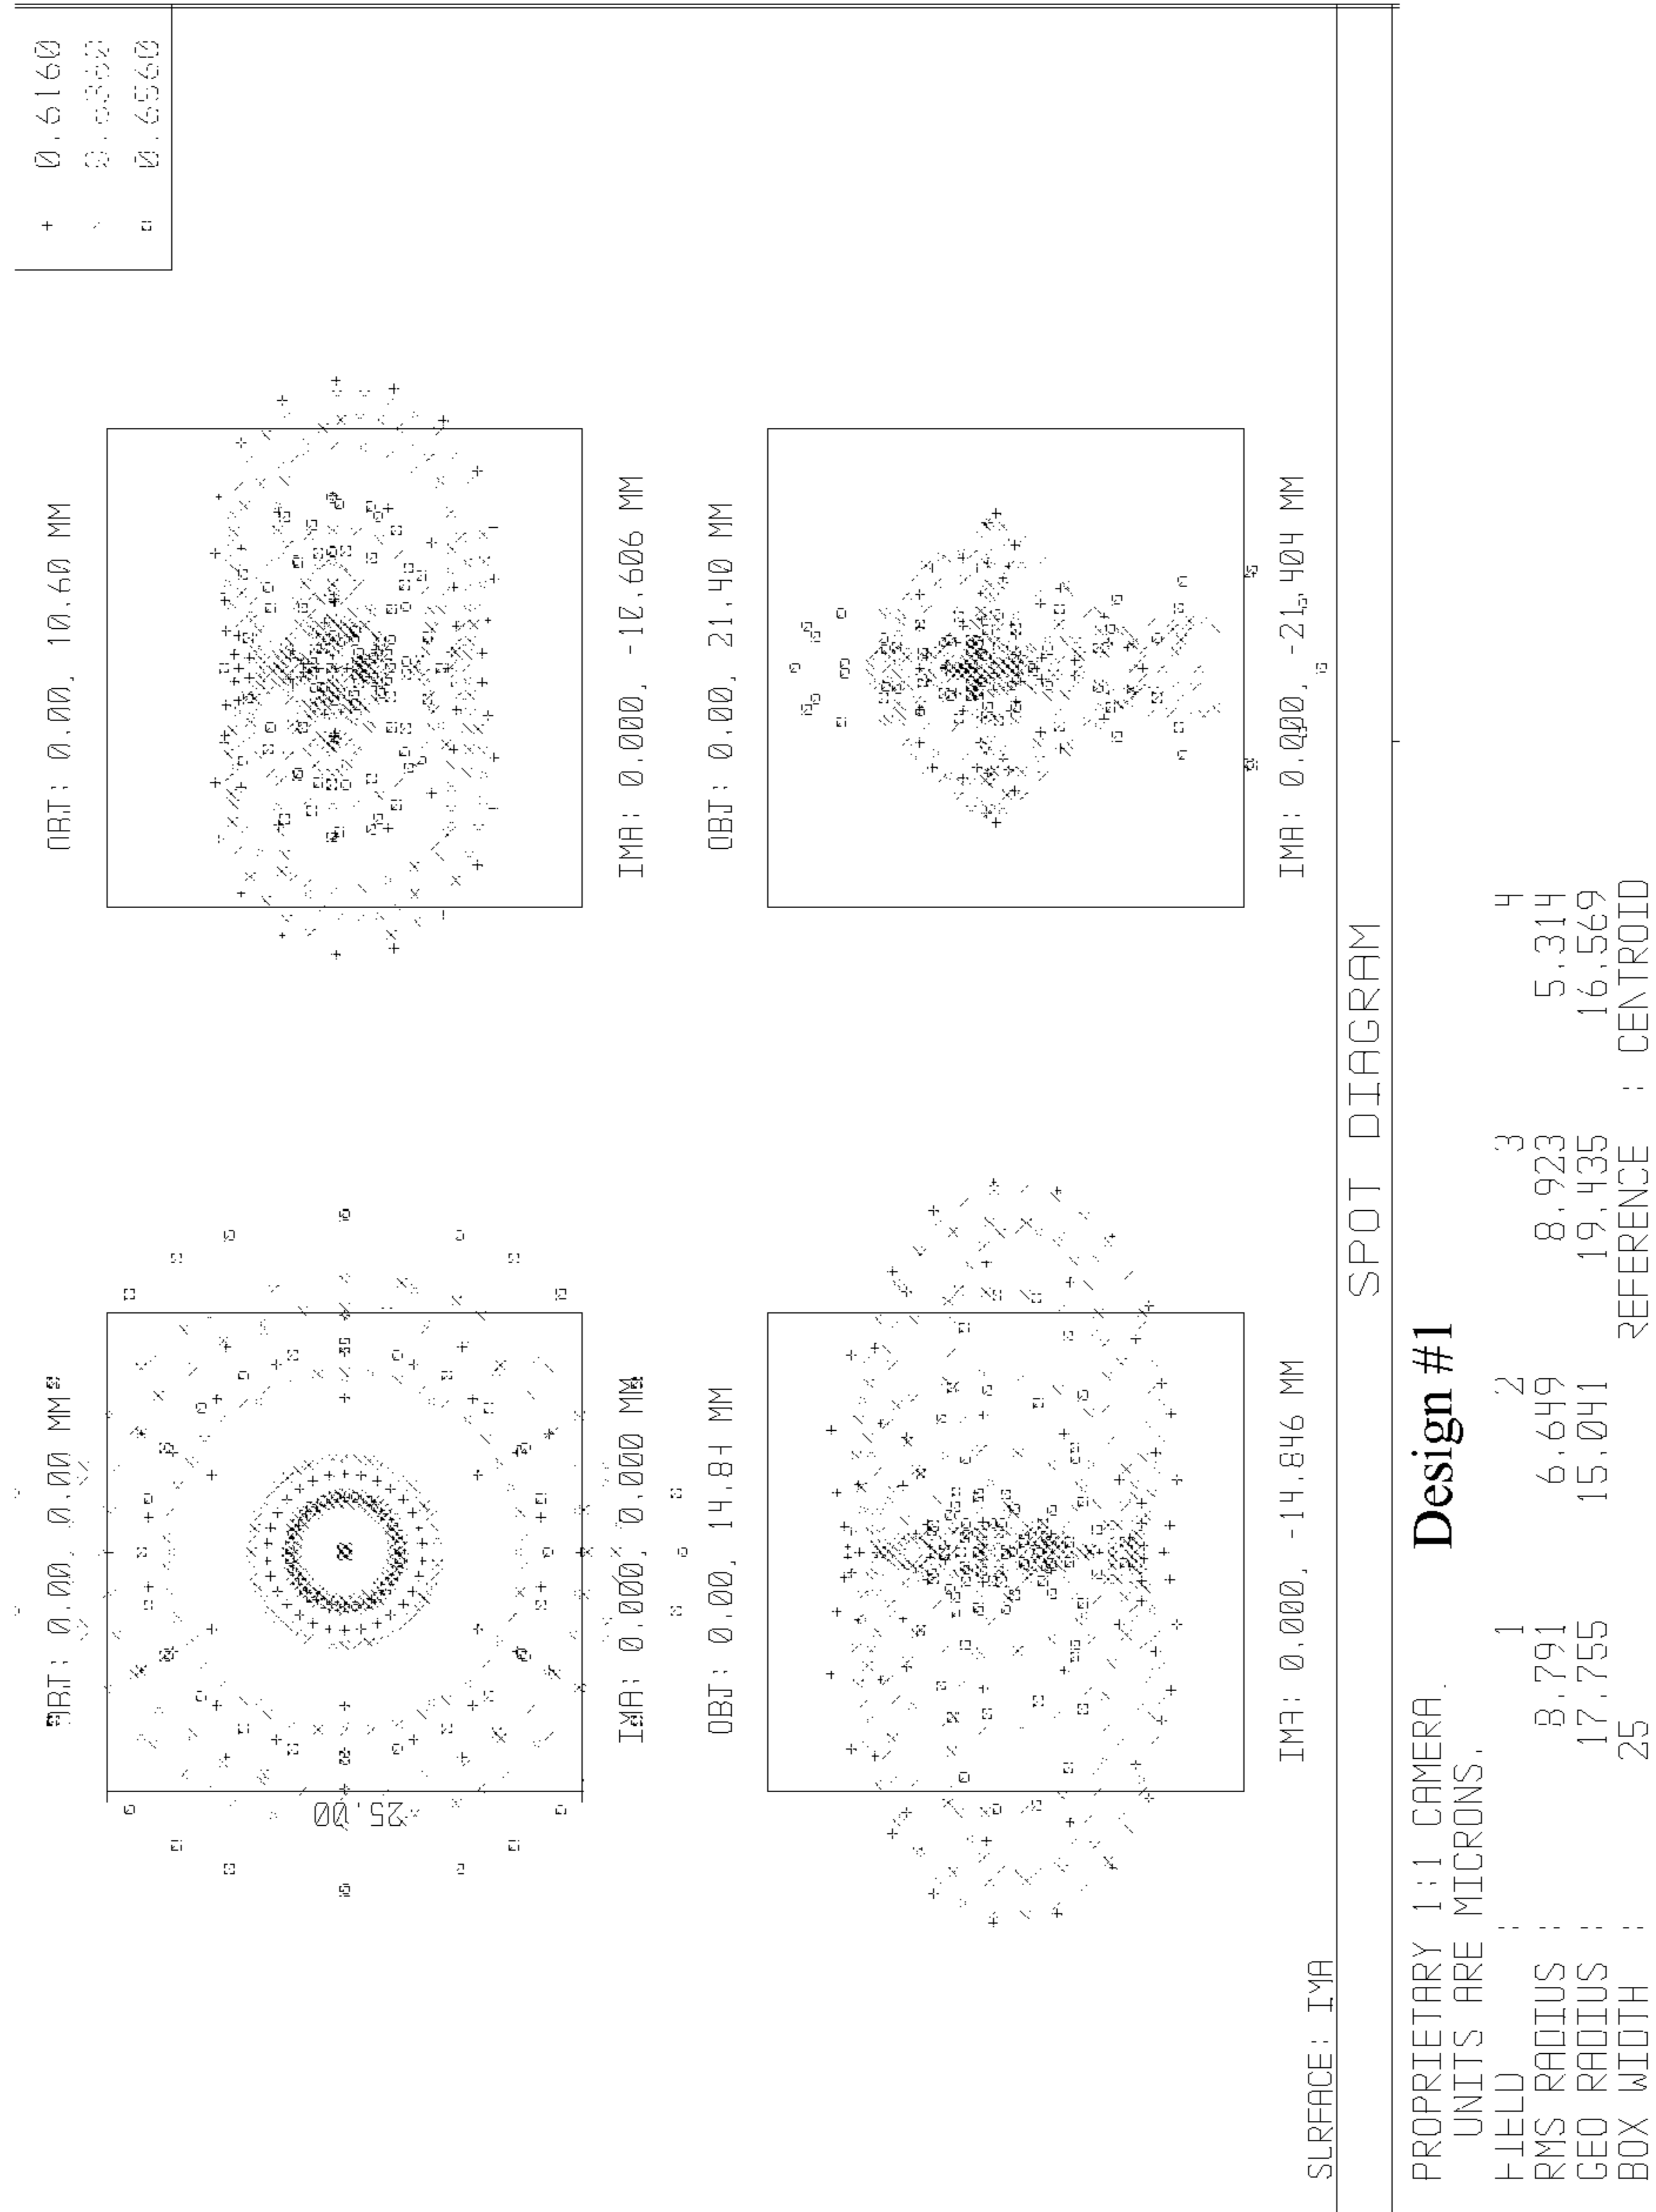 + 0.6160
0.6360
0.6560
OBJ: 0.00, 0.00 MM
OBJ: 0.00, 10.60 MM
25.00
IMA: 0.000, 0.000 MM
IMA: 0.000, -10.606 MM
OBJ: 0.00, 14.84 MM
OBJ: 0.00, 21.40 MM
IMA: 0.000, -14.846 MM
IMA: 0.000, -21.404 MM
SURFACE: IMA
SPOT DIAGRAM
PROPRIETARY 1:1 CAMERA.
Design #1
UNITS ARE MICRONS.
FIELD : 1 2 3 4
RMS RADIUS : 8.791 6.649 8.923 5.314
GEO RADIUS : 17.755 15.041 19.435 16.569
BOX WIDTH : 25 REFERENCE : CENTROID